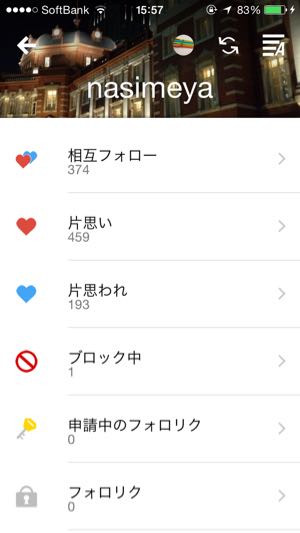 SoftBank 15:57 83%
nasimeya
相互フォロー
374
片思い
459
片思われ
193
ブロック中
1
申請中のフォロリク
0
フォロリク
0